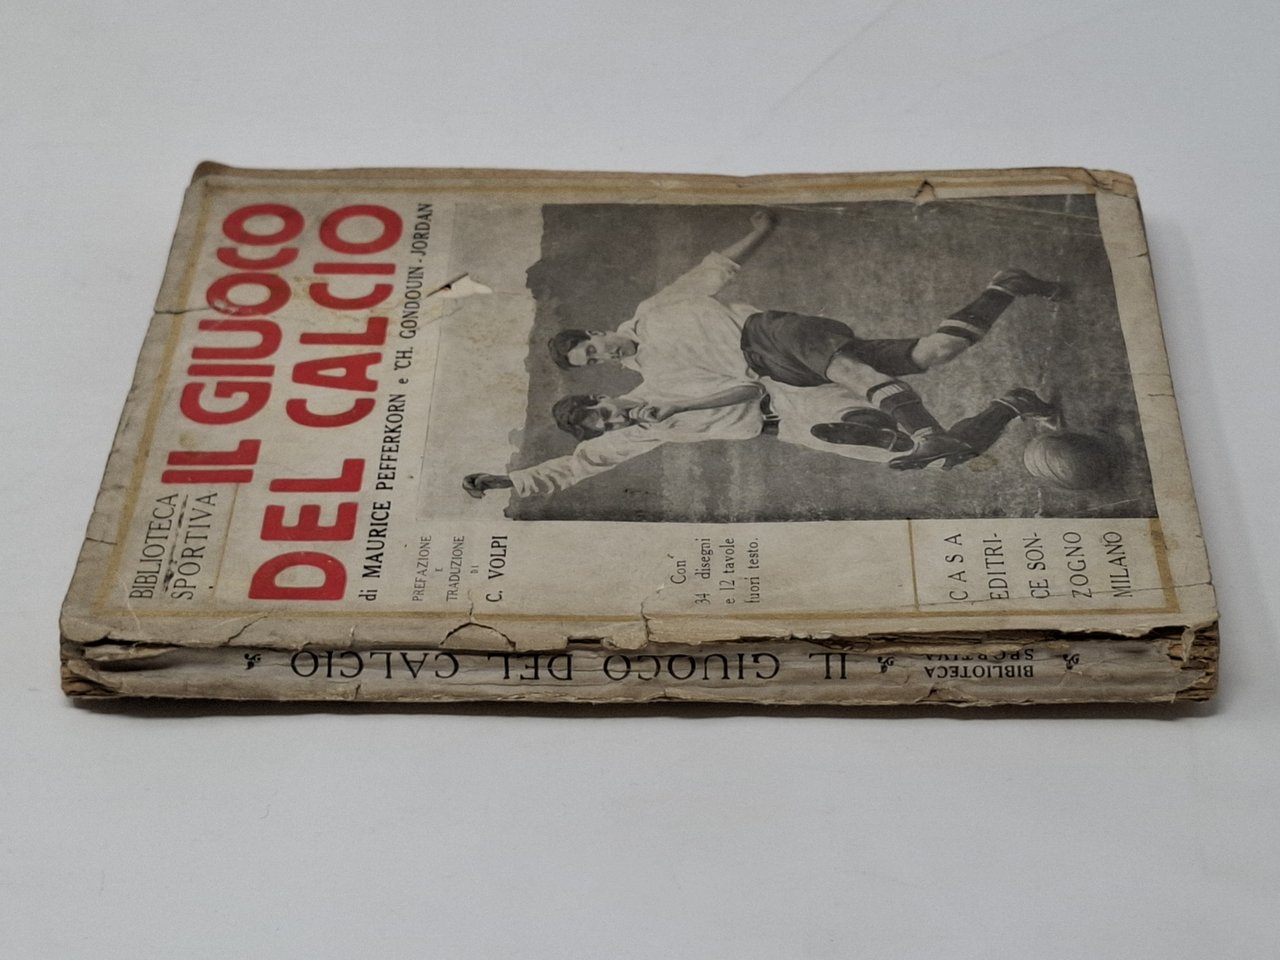 BIBLIOTECA
SPORTIVA
IL GIUOCO
DEL CALCIO
di MAURICE PEFFERKORN e CH. GONDOUIN-JORDAN
PREFAZIONE
E
TRADUZIONE
DI
C. VOLPI
Con
34 disegni
e 12 tavole
fuori testo.
CASA
EDITRI-
CE SON-
ZOGNO
MILANO
BIBLIOTECA
SPORTIVA
IL GIUOCO DEL CALCIO